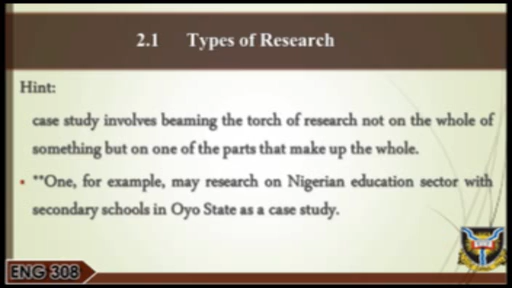 2.1 Types of Research
Hint:
case study involves beaming the torch of research not on the whole of
something but on one of the parts that make up the whole.
• **One, for example, may research on Nigerian education sector with
secondary schools in Oyo State as a case study.
ENG 308